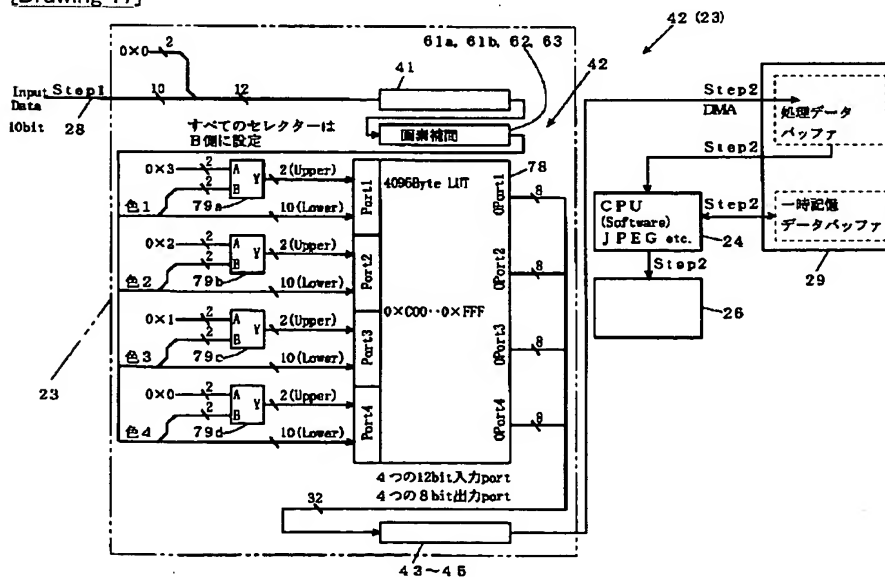 [Drawing 17]
42 (23)
61a, 61b, 62, 63
0×0 2
41
42
Input Data 10bit
Step1
28
10
12
すべてのセレクターは
B側に設定
画素補間
Step2
DMA
処理データ
バッファ
Step2
CPU
(Software)
JPEG etc.
24
Step2
一時記憶
データバッファ
29
Step2
26
78
4096Byte LUT
0×C00‥0×FFF
色1
0×3 2
2
A
B
Y
79a
2(Upper)
10(Lower)
Port1
OPort1
8
色2
0×2 2
2
A
B
Y
79b
2(Upper)
10(Lower)
Port2
OPort2
8
色3
0×1 2
2
A
B
Y
79c
2(Upper)
10(Lower)
Port3
OPort3
8
色4
0×0 2
2
A
B
Y
79d
2(Upper)
10(Lower)
Port4
OPort4
8
23
4つの12bit入力port
4つの8bit出力port
32
43～45